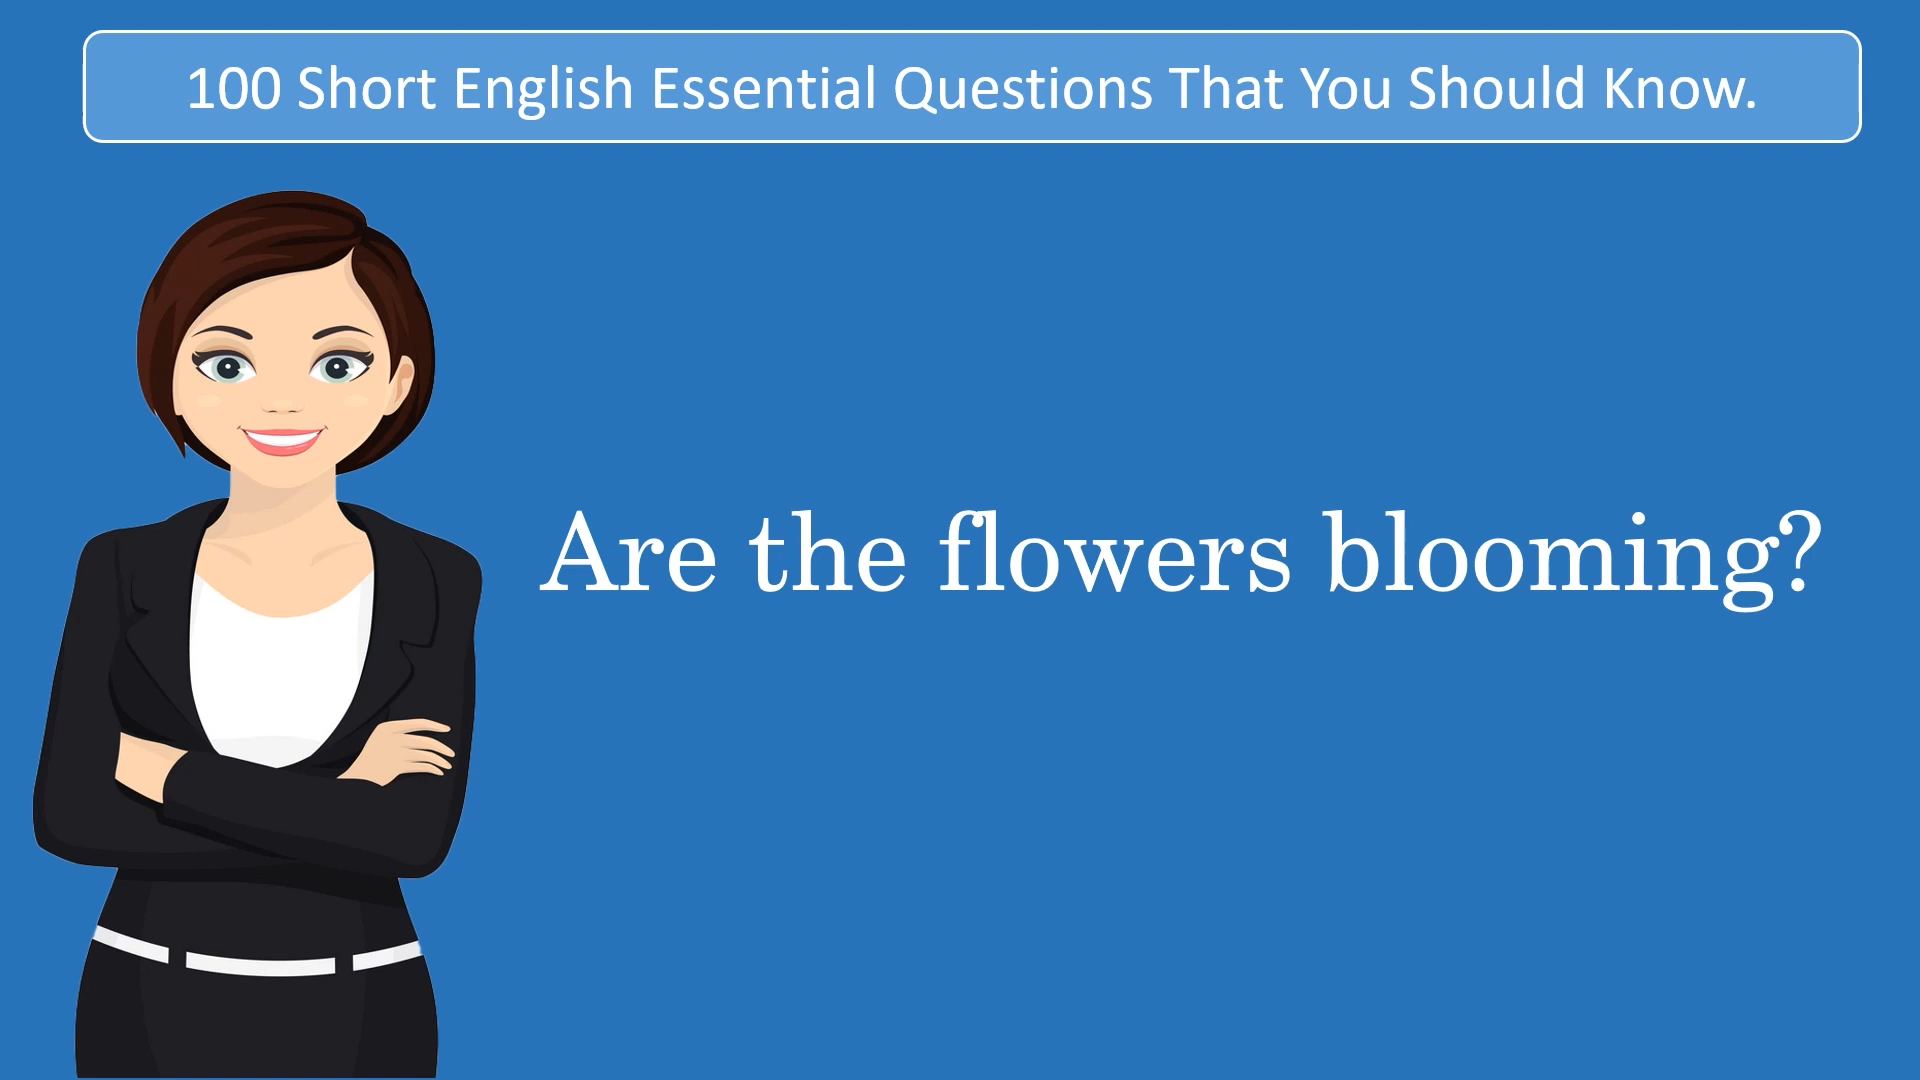 100 Short English Essential Questions That You Should Know.
Are the flowers blooming?